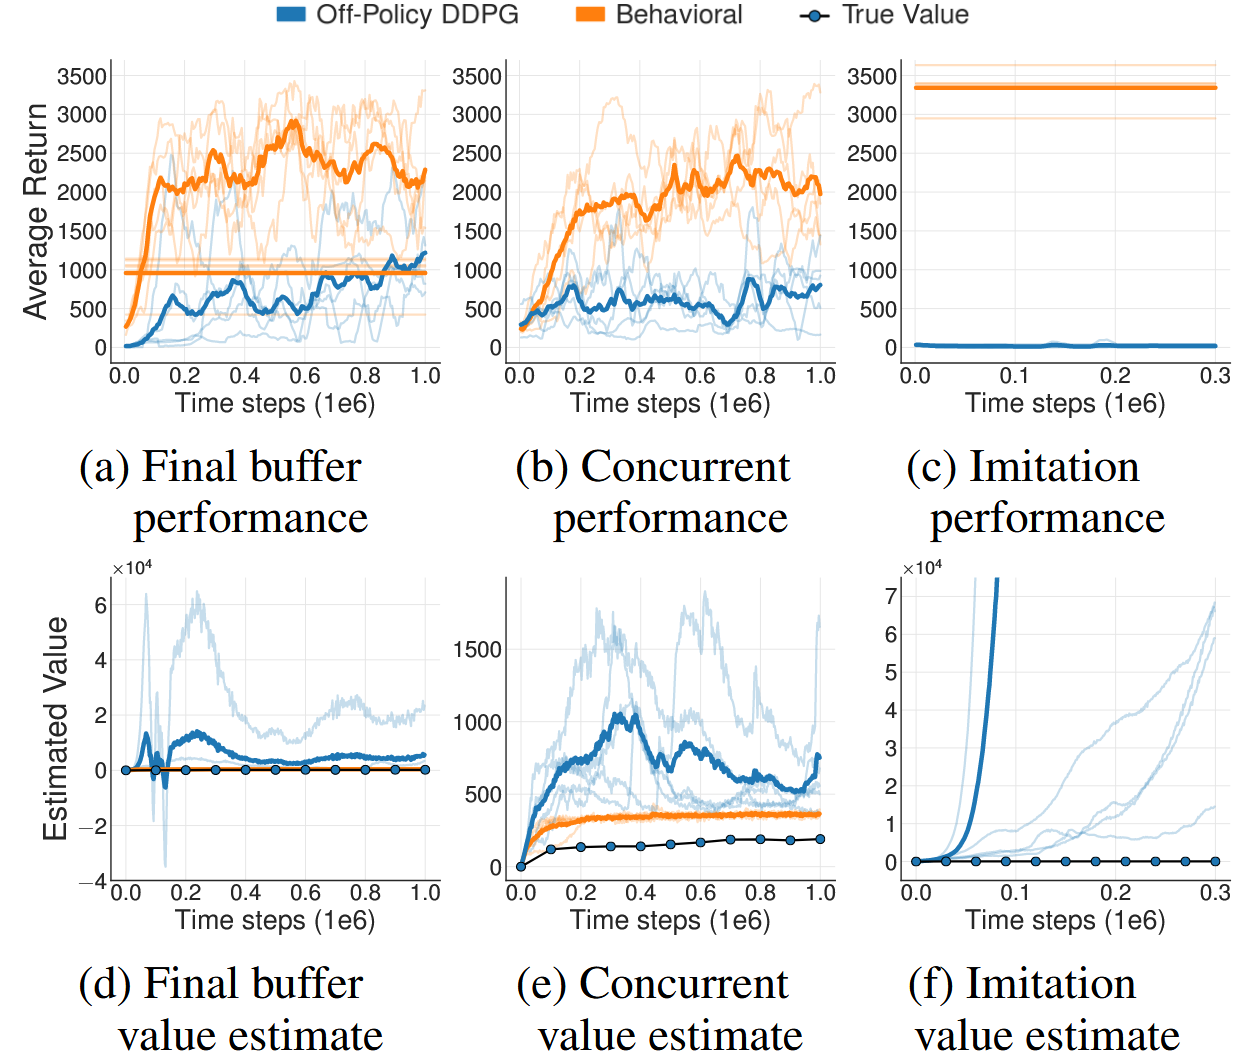 Off-Policy DDPG Behavioral True Value
Average Return
3500
3000
2500
2000
1500
1000
500
0
0.0 0.2 0.4 0.6 0.8 1.0
Time steps (1e6)
3500
3000
2500
2000
1500
1000
500
0
0.0 0.2 0.4 0.6 0.8 1.0
Time steps (1e6)
3500
3000
2500
2000
1500
1000
500
0
0.0 0.1 0.2 0.3
Time steps (1e6)
(a) Final buffer
performance
(b) Concurrent
performance
(c) Imitation
performance
Estimated Value
×10⁴
6
4
2
0
−2
−4
0.0 0.2 0.4 0.6 0.8 1.0
Time steps (1e6)
1500
1000
500
0
0.0 0.2 0.4 0.6 0.8 1.0
Time steps (1e6)
×10⁴
7
6
5
4
3
2
1
0
0.0 0.1 0.2 0.3
Time steps (1e6)
(d) Final buffer
value estimate
(e) Concurrent
value estimate
(f) Imitation
value estimate